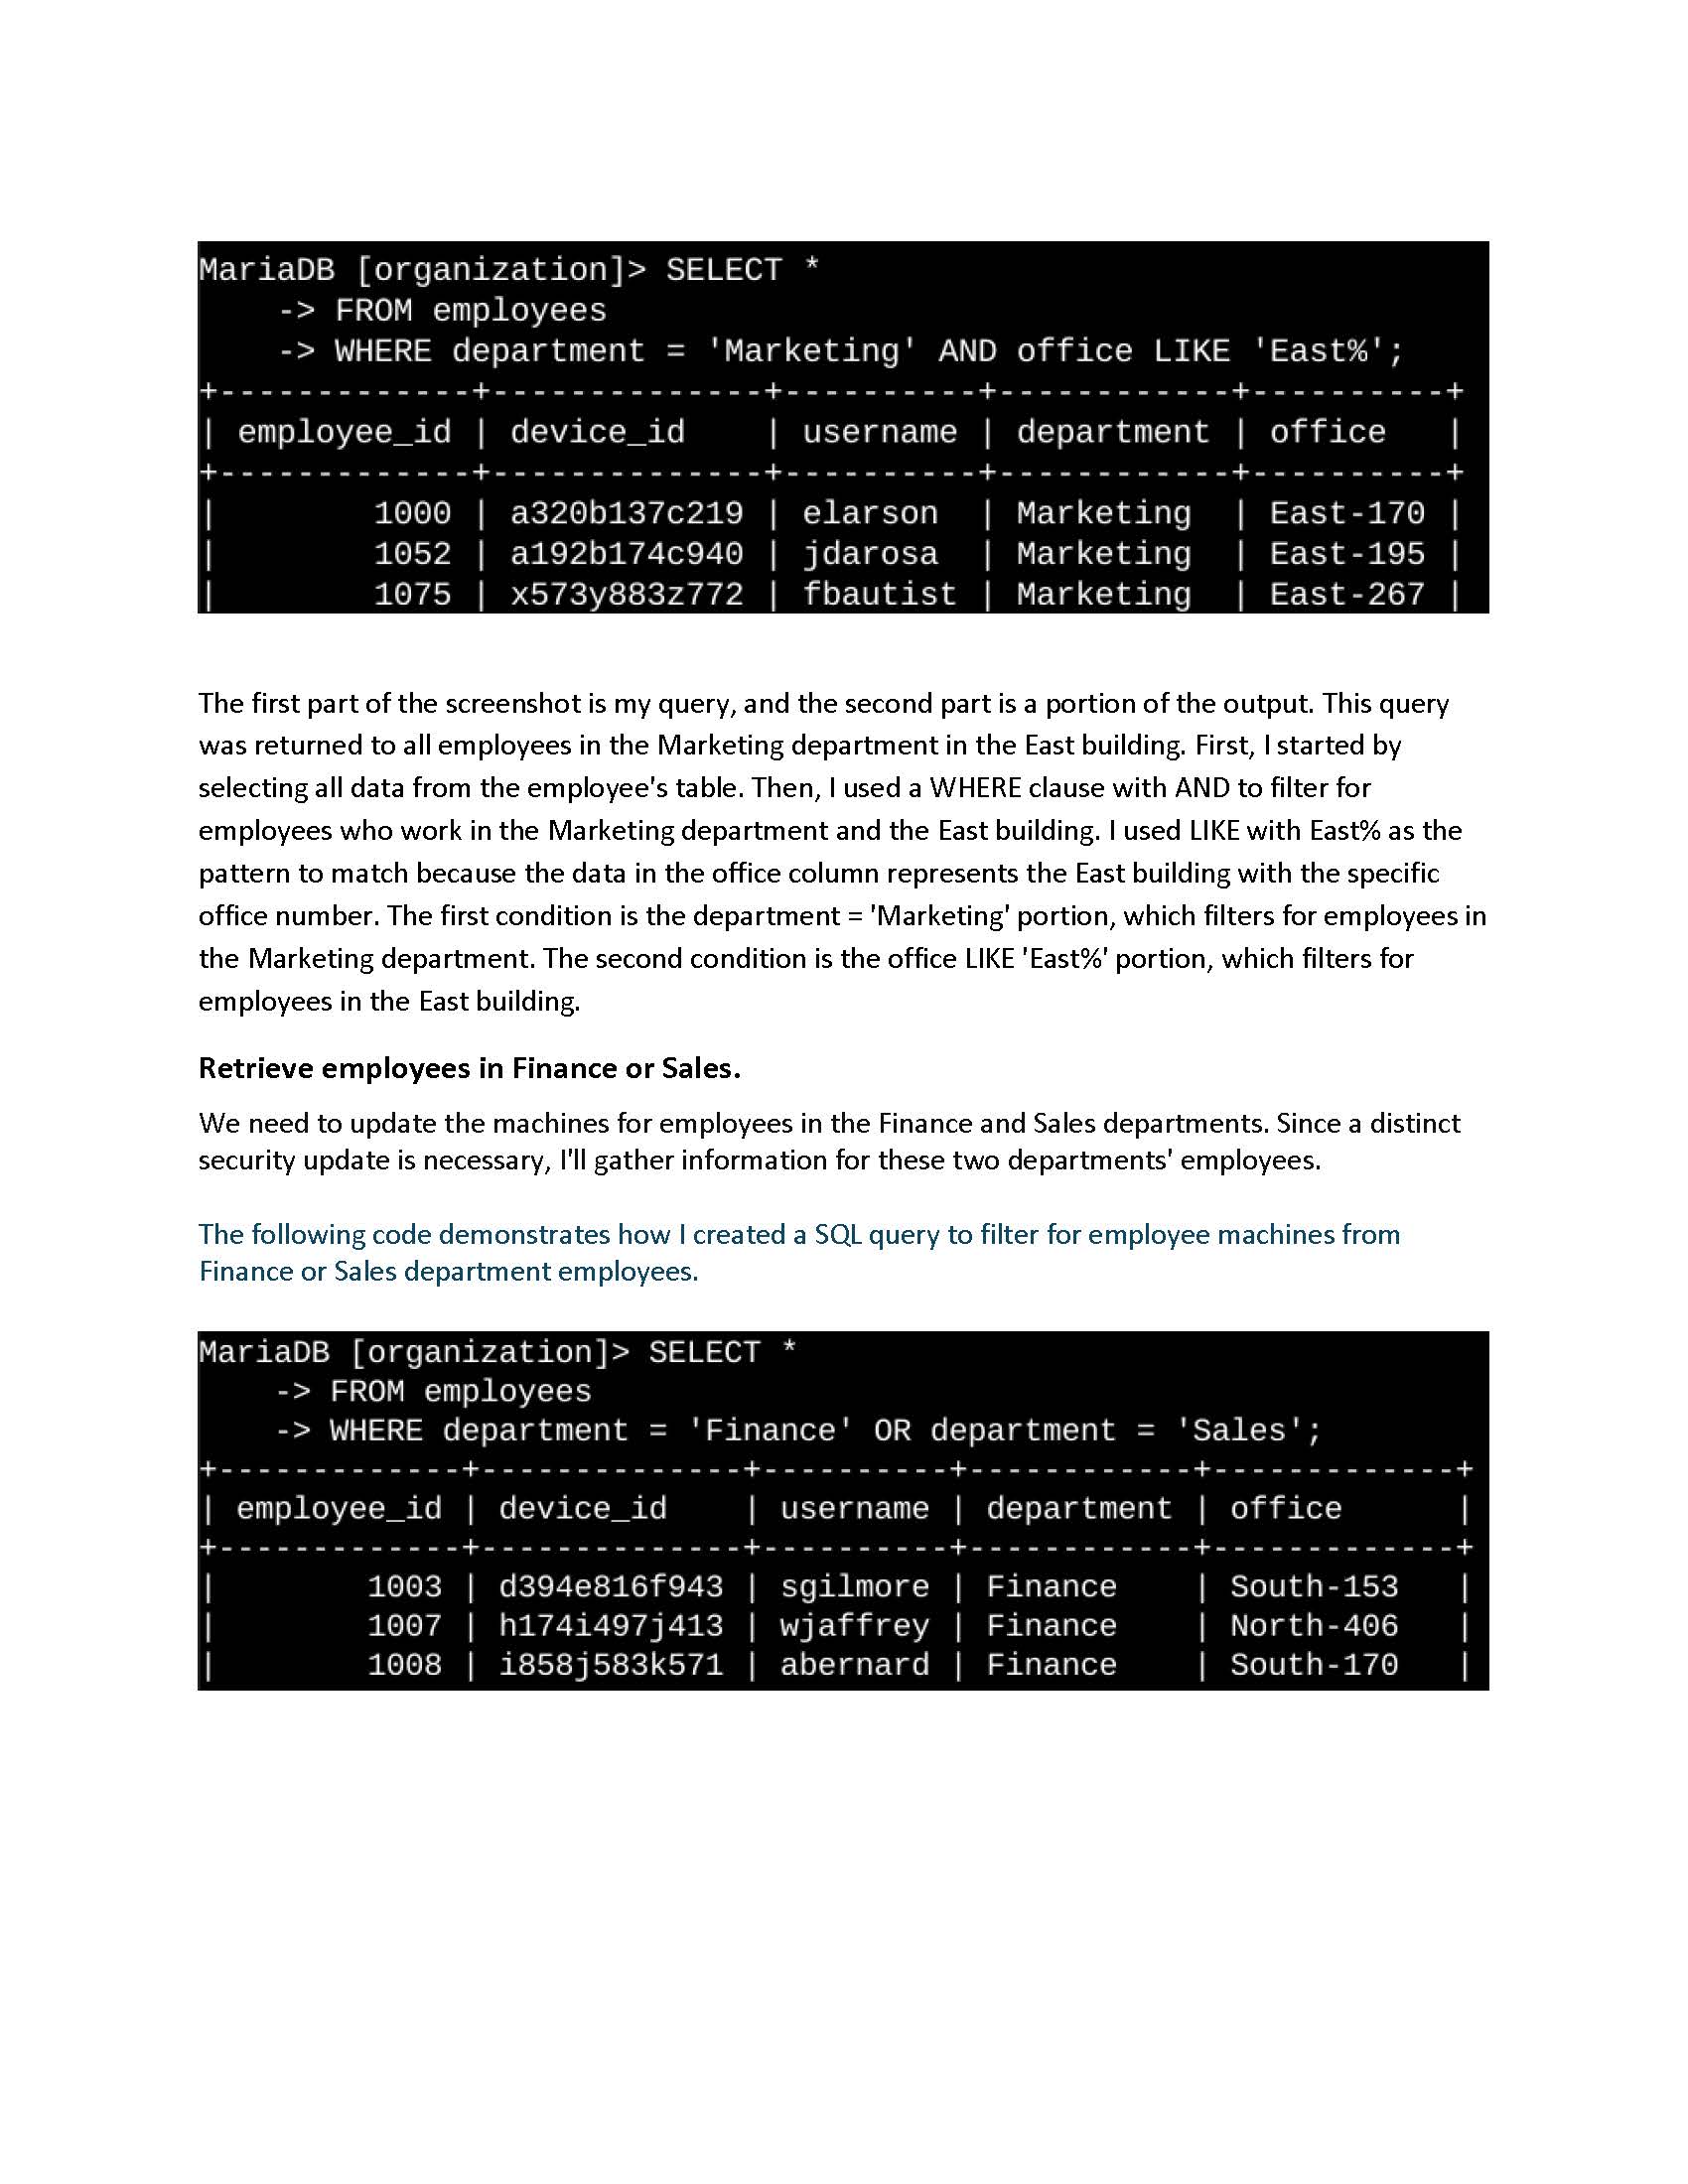 MariaDB [organization]> SELECT *
    -> FROM employees
    -> WHERE department = 'Marketing' AND office LIKE 'East%';
+-------------+--------------+----------+------------+----------+
| employee_id | device_id    | username | department | office   |
+-------------+--------------+----------+------------+----------+
|        1000 | a320b137c219 | elarson  | Marketing  | East-170 |
|        1052 | a192b174c940 | jdarosa  | Marketing  | East-195 |
|        1075 | x573y883z772 | fbautist | Marketing  | East-267 |
The first part of the screenshot is my query, and the second part is a portion of the output. This query
was returned to all employees in the Marketing department in the East building. First, I started by
selecting all data from the employee's table. Then, I used a WHERE clause with AND to filter for
employees who work in the Marketing department and the East building. I used LIKE with East% as the
pattern to match because the data in the office column represents the East building with the specific
office number. The first condition is the department = 'Marketing' portion, which filters for employees in
the Marketing department. The second condition is the office LIKE 'East%' portion, which filters for
employees in the East building.
Retrieve employees in Finance or Sales.
We need to update the machines for employees in the Finance and Sales departments. Since a distinct
security update is necessary, I'll gather information for these two departments' employees.
The following code demonstrates how I created a SQL query to filter for employee machines from
Finance or Sales department employees.
MariaDB [organization]> SELECT *
    -> FROM employees
    -> WHERE department = 'Finance' OR department = 'Sales';
+-------------+--------------+----------+------------+-------------+
| employee_id | device_id    | username | department | office      |
+-------------+--------------+----------+------------+-------------+
|        1003 | d394e816f943 | sgilmore | Finance    | South-153   |
|        1007 | h174i497j413 | wjaffrey | Finance    | North-406   |
|        1008 | i858j583k571 | abernard | Finance    | South-170   |